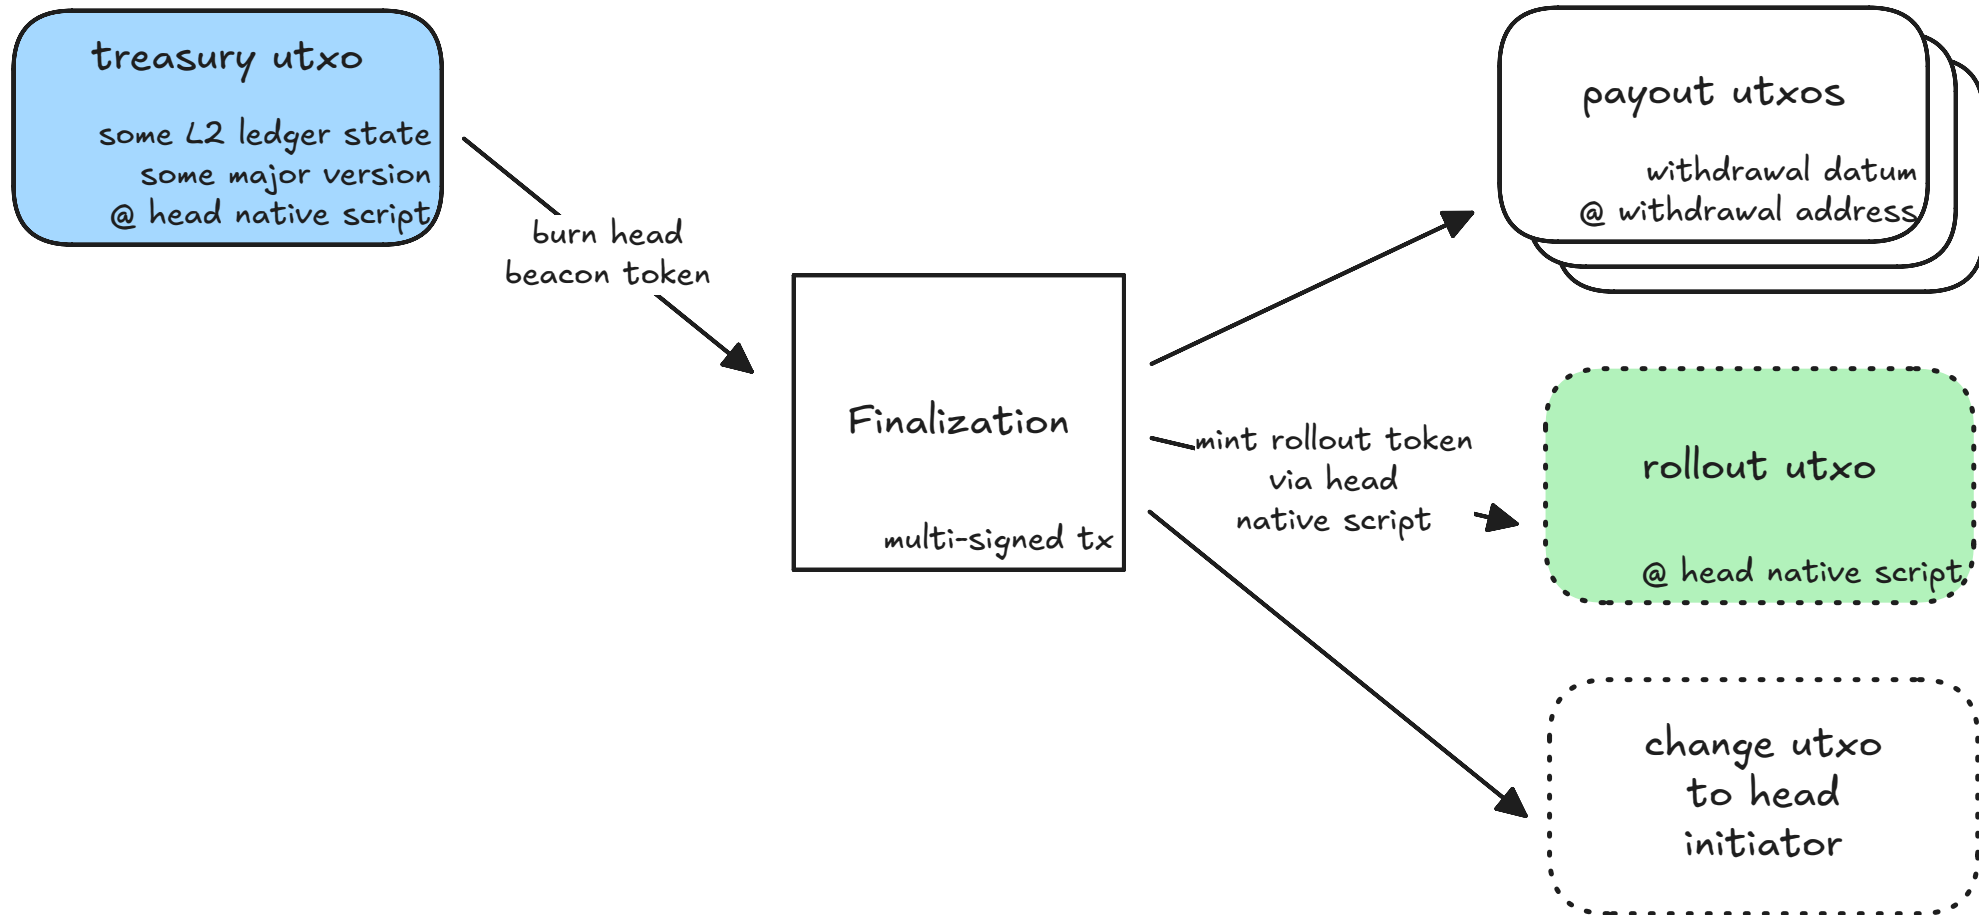 treasury utxo
some L2 ledger state
some major version
@ head native script
burn head
beacon token
Finalization
multi-signed tx
payout utxos
withdrawal datum
@ withdrawal address
mint rollout token
via head
native script
rollout utxo
@ head native script
change utxo
to head
initiator